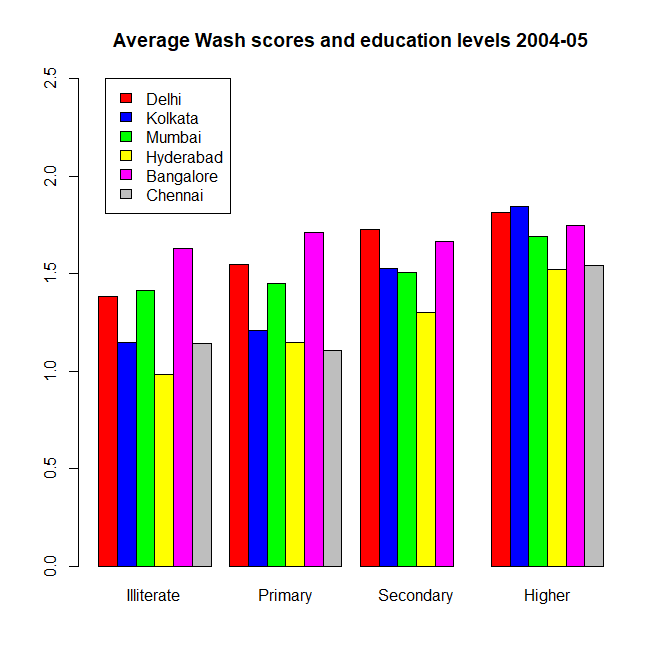 Average Wash scores and education levels 2004-05
2.5
2.0
1.5
1.0
0.5
0.0
Delhi
Kolkata
Mumbai
Hyderabad
Bangalore
Chennai
Illiterate Primary Secondary Higher